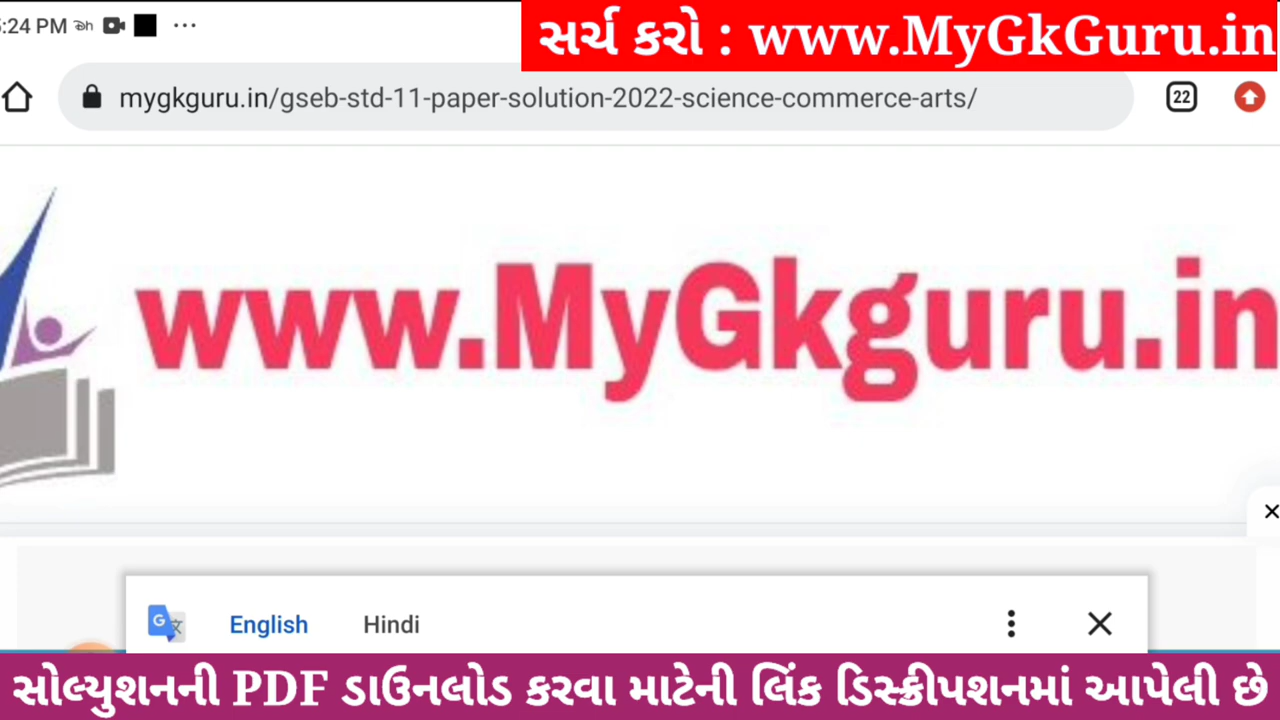 :24 PM
સર્ચ કરો : www.MyGkGuru.in
mygkguru.in/gseb-std-11-paper-solution-2022-science-commerce-arts/
22
www.MyGkguru.in
G 文
English Hindi
સોલ્યુશનની PDF ડાઉનલોડ કરવા માટેની લિંક ડિસ્ક્રીપશનમાં આપેલી છે